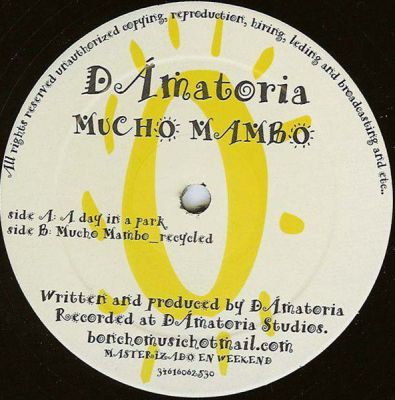 All rights reserved unauthorized copying, reproduction, hiring, leding and broadcasting and etc..
DÁmatoria
MUCHO MAMBO
side A: A day in a park
side B: Mucho Mambo_recycled
Written and produced by DÁmatoria
Recorded at DÁmatoria Studios.
bonchomusichotmail.com
MASTERIZADO EN WEEKEND
34616062530